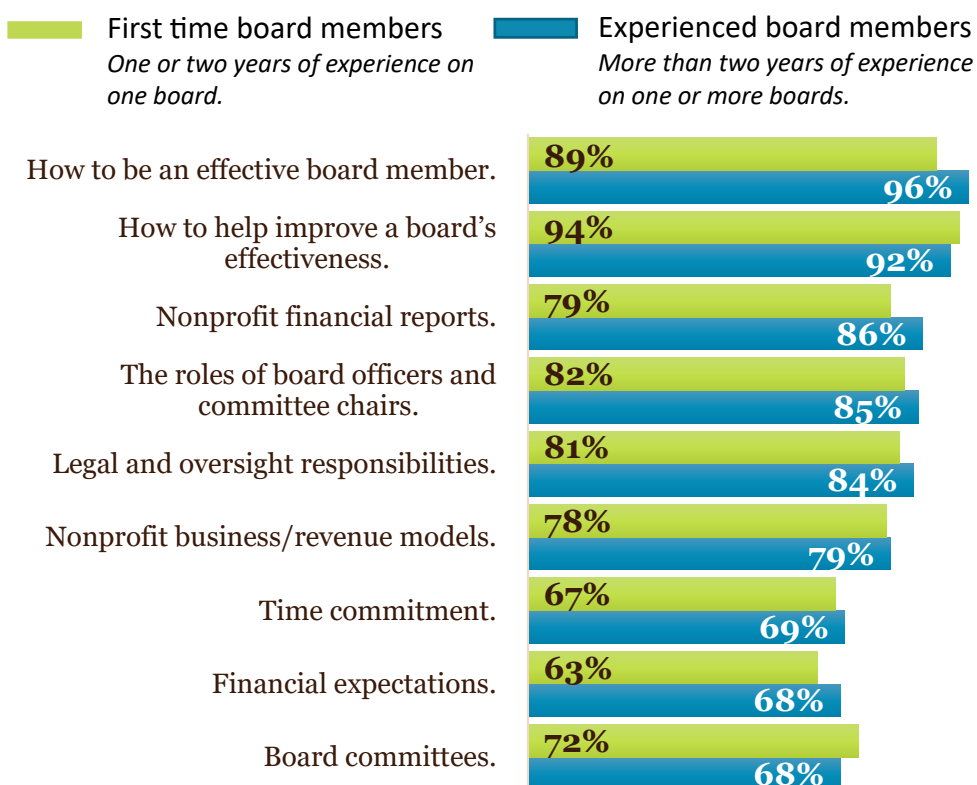 First time board members
One or two years of experience on
one board.
Experienced board members
More than two years of experience
on one or more boards.
How to be an effective board member.
89%
96%
How to help improve a board’s
effectiveness.
94%
92%
Nonprofit financial reports.
79%
86%
The roles of board officers and
committee chairs.
82%
85%
Legal and oversight responsibilities.
81%
84%
Nonprofit business/revenue models.
78%
79%
Time commitment.
67%
69%
Financial expectations.
63%
68%
Board committees.
72%
68%